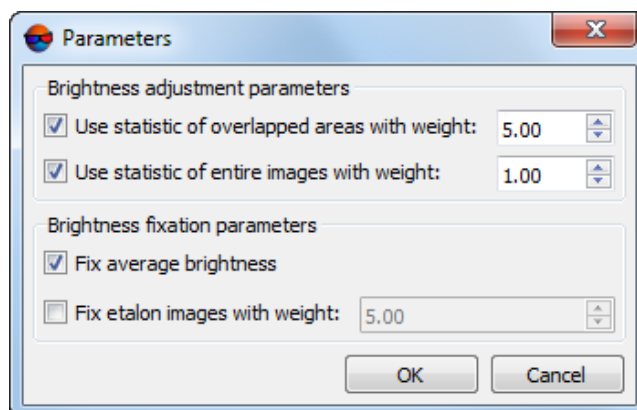 Parameters
Brightness adjustment parameters
Use statistic of overlapped areas with weight: 5.00
Use statistic of entire images with weight: 1.00
Brightness fixation parameters
Fix average brightness
Fix etalon images with weight: 5.00
OK Cancel